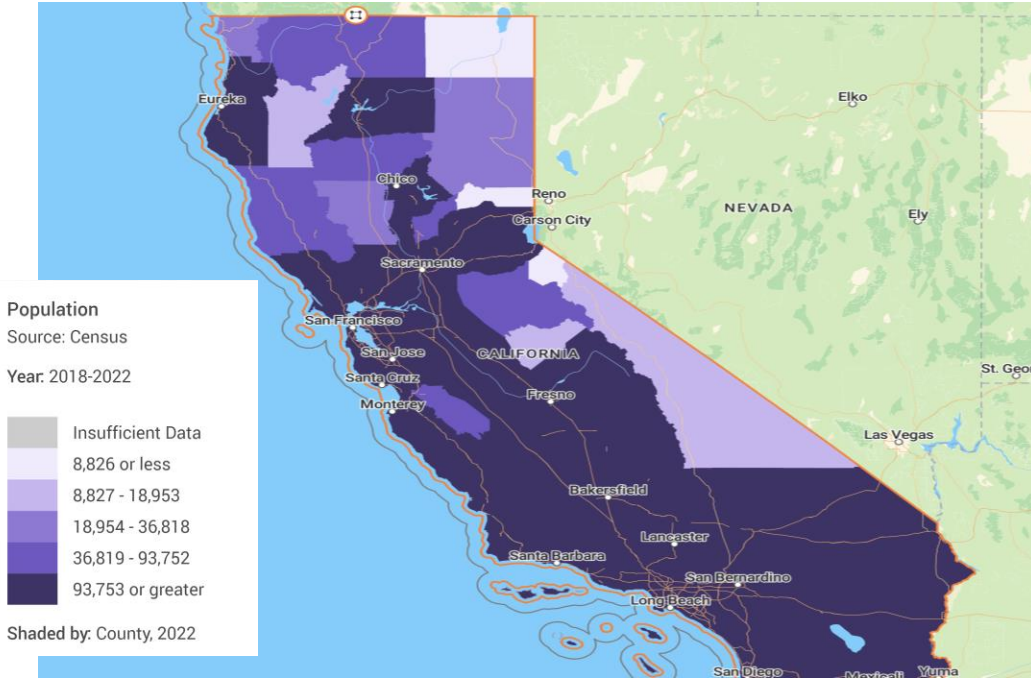 Eureka
Elko
Chico
Reno
Carson City
NEVADA
Ely
Sacramento
San Francisco
CALIFORNIA
San Jose
Santa Cruz
Monterey
Fresno
St. Geor
Las Vegas
Bakersfield
Lancaster
Santa Barbara
San Bernardino
Long Beach
San Diego
Mexicali
Yuma
Population
Source: Census
Year: 2018-2022
Insufficient Data
8,826 or less
8,827 - 18,953
18,954 - 36,818
36,819 - 93,752
93,753 or greater
Shaded by: County, 2022